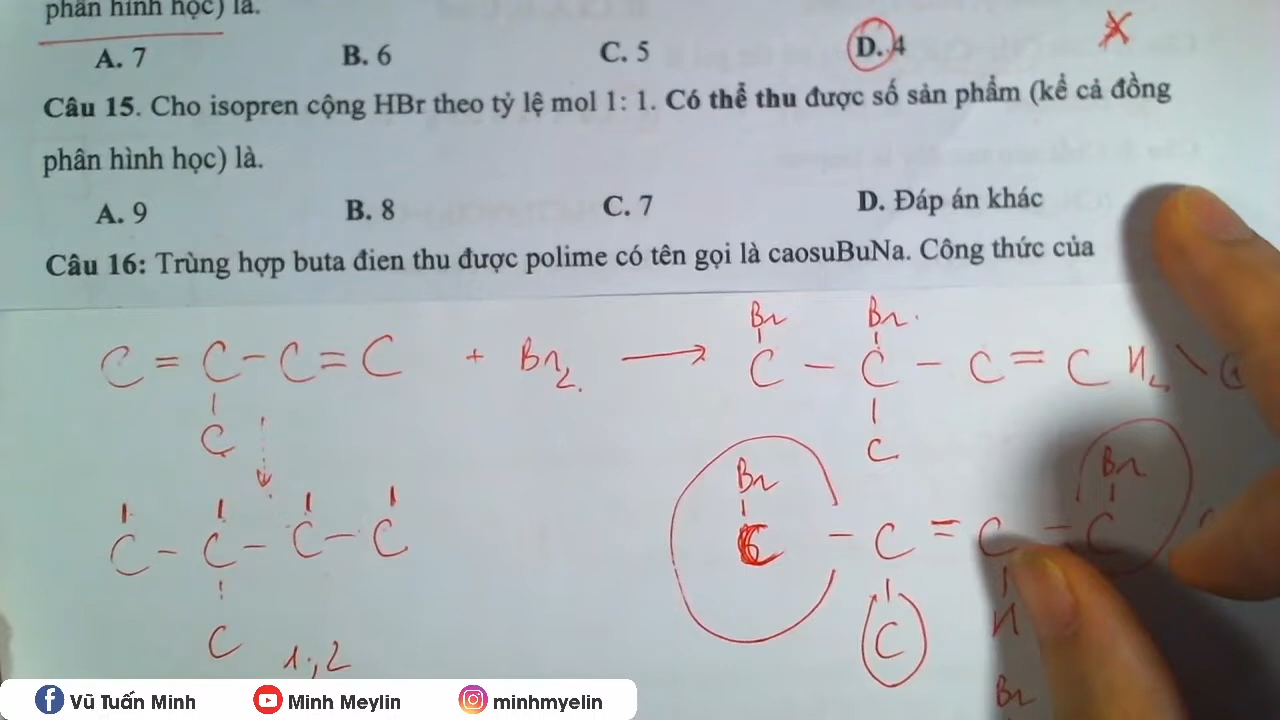 phân hình học) là.
A. 7 B. 6 C. 5 D. 4
Câu 15. Cho isopren cộng HBr theo tỷ lệ mol 1: 1. Có thể thu được số sản phẩm (kể cả đồng
phân hình học) là.
A. 9 B. 8 C. 7 D. Đáp án khác
Câu 16: Trùng hợp buta đien thu được polime có tên gọi là caosuBuNa. Công thức của
Br Br
C = C - C = C + Br2 → C - C - C = CH2
C C
Br Br
C - C - C - C C - C = C - C
C C H
1,2
Br
Vũ Tuấn Minh Minh Meylin minhmyelin